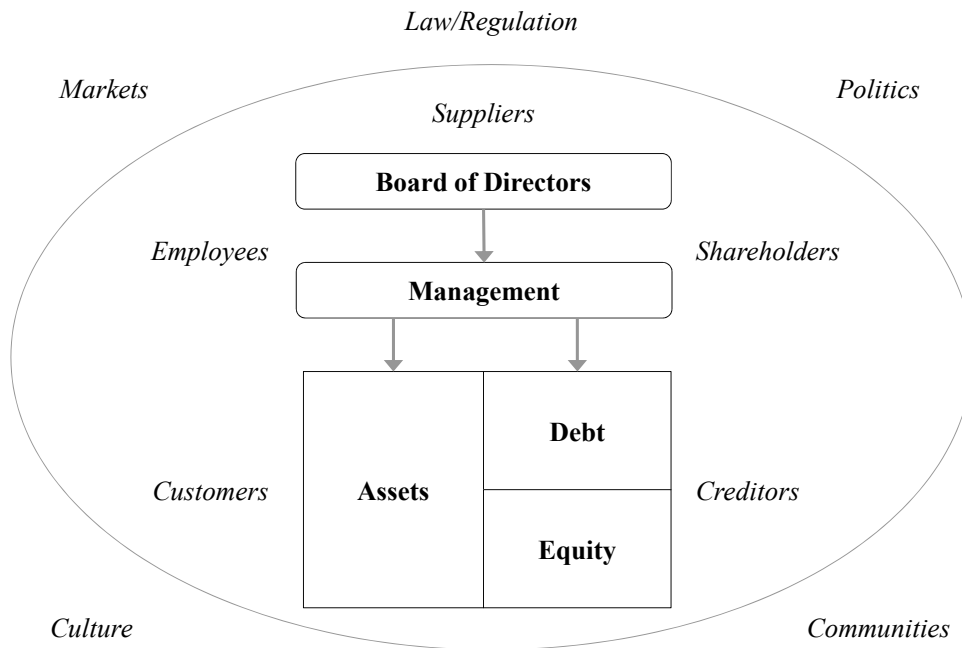 Law/Regulation
Markets
Politics
Suppliers
Board of Directors
Employees
Shareholders
Management
Debt
Customers
Assets
Creditors
Equity
Culture
Communities